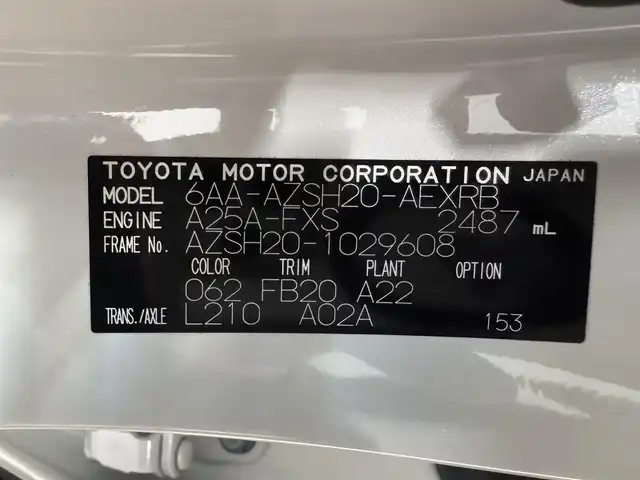 TOYOTA MOTOR CORPORATION JAPAN
MODEL 6AA-AZSH20-AEXRB
ENGINE A25A-FXS 2487 mL
FRAME No. AZSH20-1029608
COLOR TRIM PLANT OPTION
062 FB20 A22
TRANS./AXLE L210 A02A 153